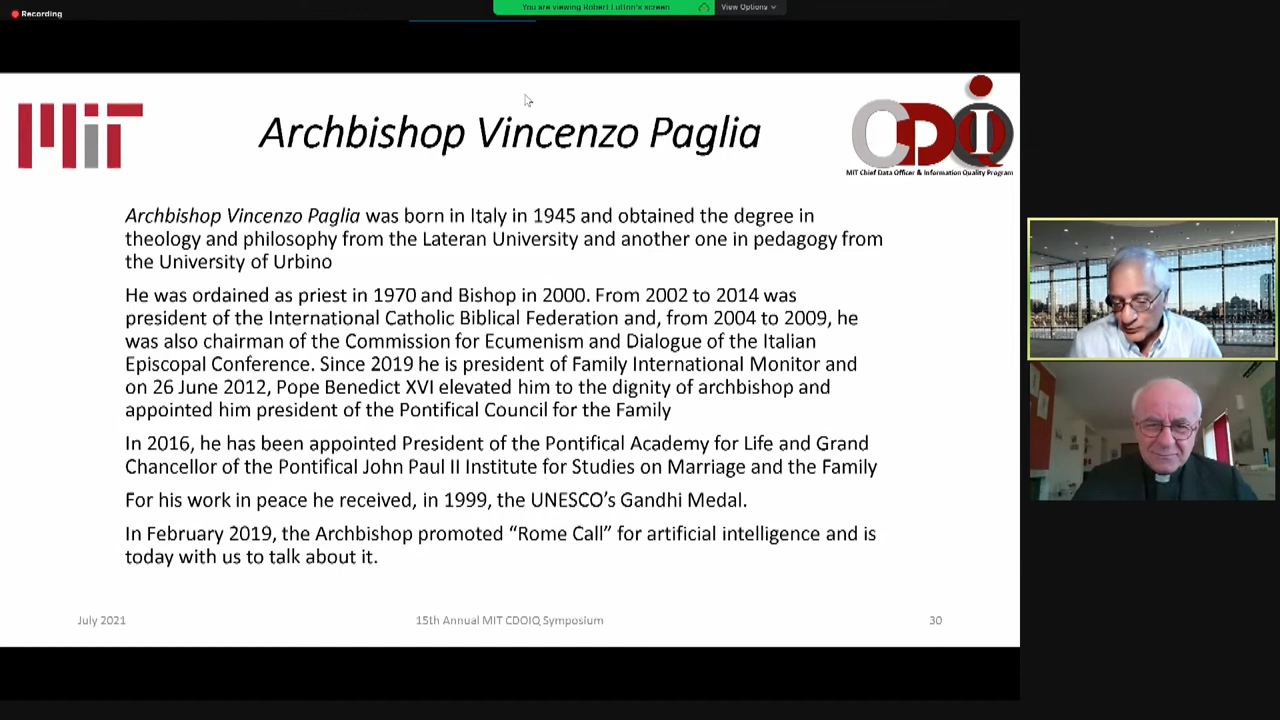 Recording
You are viewing Robert Lutton's screen
View Options
MIT
Archbishop Vincenzo Paglia
CDIQ
MIT Chief Data Officer & Information Quality Program
Archbishop Vincenzo Paglia was born in Italy in 1945 and obtained the degree in
theology and philosophy from the Lateran University and another one in pedagogy from
the University of Urbino
He was ordained as priest in 1970 and Bishop in 2000. From 2002 to 2014 was
president of the International Catholic Biblical Federation and, from 2004 to 2009, he
was also chairman of the Commission for Ecumenism and Dialogue of the Italian
Episcopal Conference. Since 2019 he is president of Family International Monitor and
on 26 June 2012, Pope Benedict XVI elevated him to the dignity of archbishop and
appointed him president of the Pontifical Council for the Family
In 2016, he has been appointed President of the Pontifical Academy for Life and Grand
Chancellor of the Pontifical John Paul II Institute for Studies on Marriage and the Family
For his work in peace he received, in 1999, the UNESCO’s Gandhi Medal.
In February 2019, the Archbishop promoted “Rome Call” for artificial intelligence and is
today with us to talk about it.
July 2021
15th Annual MIT CDOIQ Symposium
30